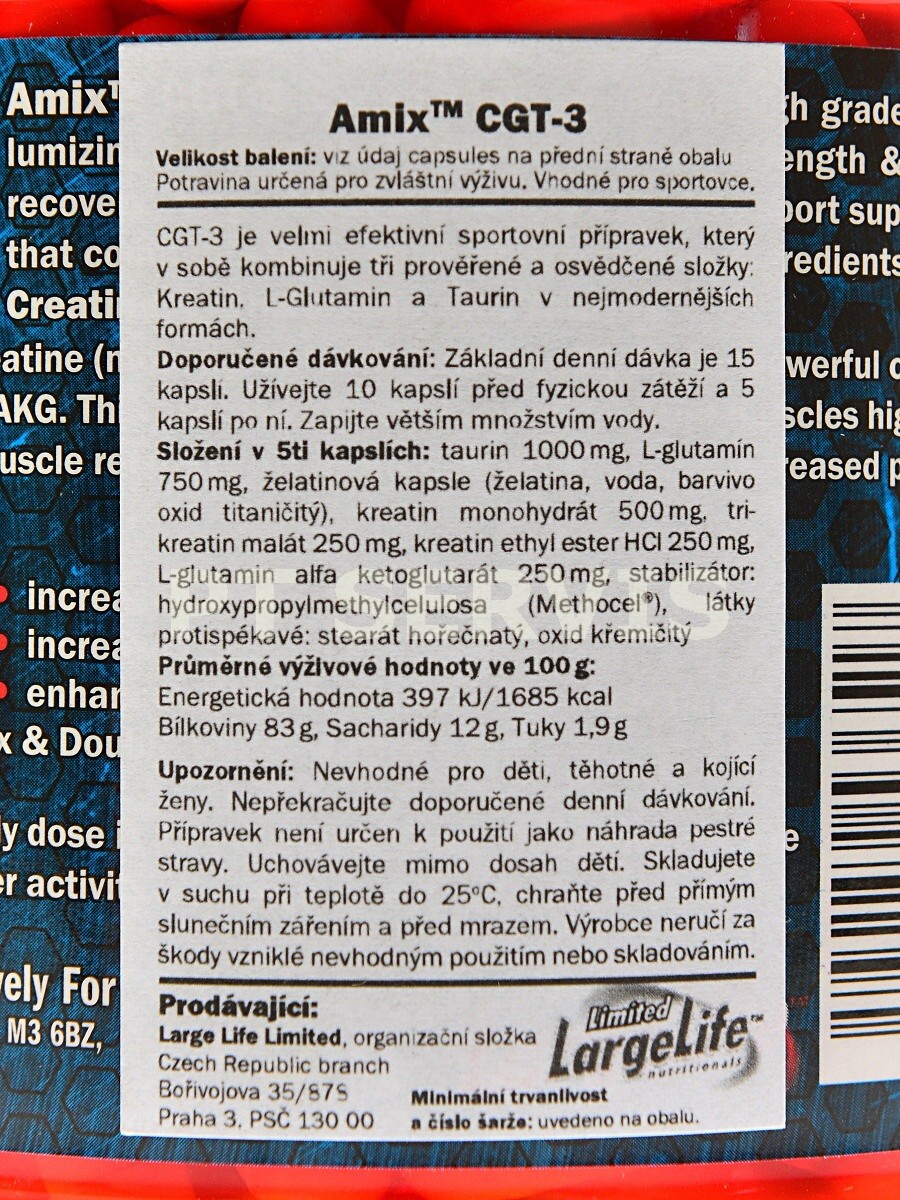 Amix™ CGT-3
Velikost balení: viz údaj capsules na přední straně obalu
Potravina určená pro zvláštní výživu. Vhodné pro sportovce.
CGT-3 je velmi efektivní sportovní přípravek, který
v sobě kombinuje tři prověřené a osvědčené složky:
Kreatin, L-Glutamin a Taurin v nejmodernějších
formách.
Doporučené dávkování: Základní denní dávka je 15
kapslí. Užívejte 10 kapslí před fyzickou zátěží a 5
kapslí po ní. Zapijte větším množstvím vody.
Složení v 5ti kapslích: taurin 1000 mg, L-glutamin
750 mg, želatinová kapsle (želatina, voda, barvivo
oxid titaničitý), kreatin monohydrát 500 mg, tri-
kreatin malát 250 mg, kreatin ethyl ester HCl 250 mg,
L-glutamin alfa ketoglutarát 250 mg, stabilizátor:
hydroxypropylmethylcelulosa (Methocel®), látky
protispékavé: stearát hořečnatý, oxid křemičitý
Průměrné výživové hodnoty ve 100 g:
Energetická hodnota 397 kJ/1685 kcal
Bílkoviny 83 g, Sacharidy 12 g, Tuky 1,9 g
Upozornění: Nevhodné pro děti, těhotné a kojící
ženy. Nepřekračujte doporučené denní dávkování.
Přípravek není určen k použití jako náhrada pestré
stravy. Uchovávejte mimo dosah dětí. Skladujete
v suchu při teplotě do 25°C, chraňte před přímým
slunečním zářením a před mrazem. Výrobce neručí za
škody vzniklé nevhodným použitím nebo skladováním.
Prodávající:
Large Life Limited, organizační složka
Czech Republic branch
Bořivojova 35/878
Praha 3, PSČ 130 00
Limited
LargeLife™
nutritionals
Minimální trvanlivost
a číslo šarže: uvedeno na obalu.
Amix™
lumizin
recove
that co
Creatin
eatine (m
AKG. Thi
uscle re
increa
increa
enhan
x & Dou
ly dose i
er activit
vely For
M3 6BZ,
gh grade
ength &
port sup
redients
werful c
scles hig
reased p
e
SERVIS